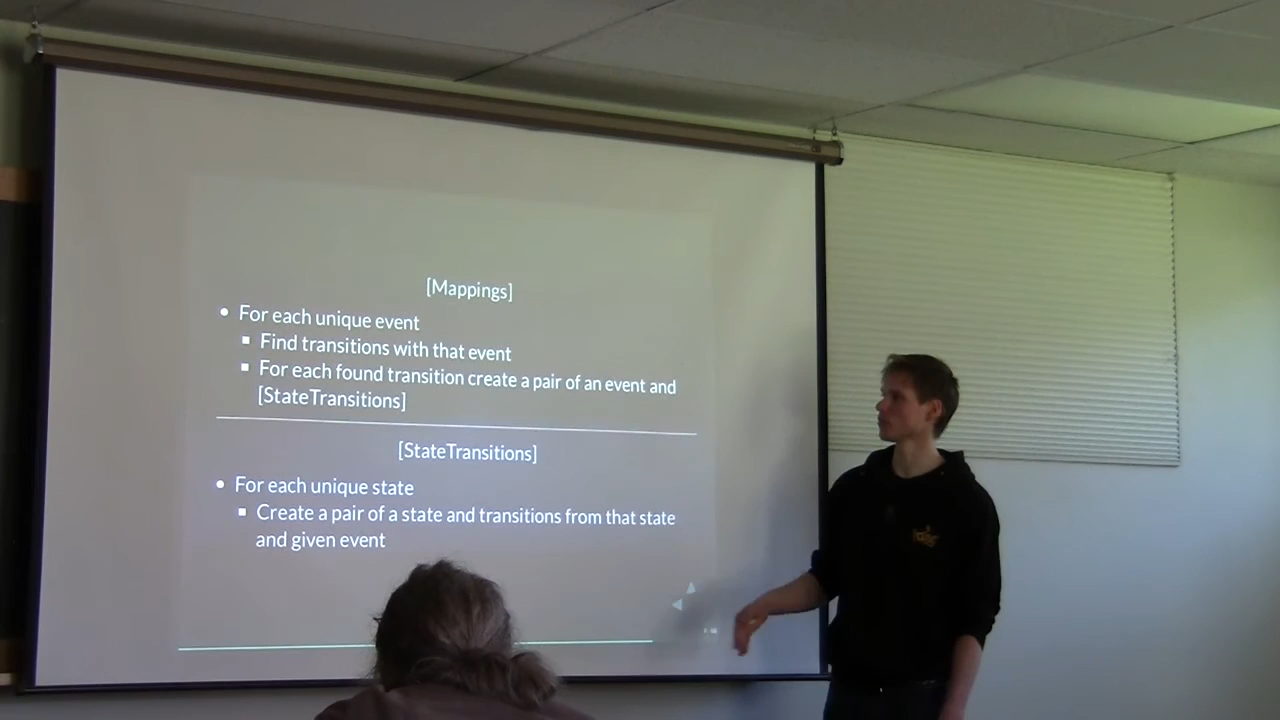 [Mappings]
• For each unique event
▪ Find transitions with that event
▪ For each found transition create a pair of an event and
[StateTransitions]
[StateTransitions]
• For each unique state
▪ Create a pair of a state and transitions from that state
and given event